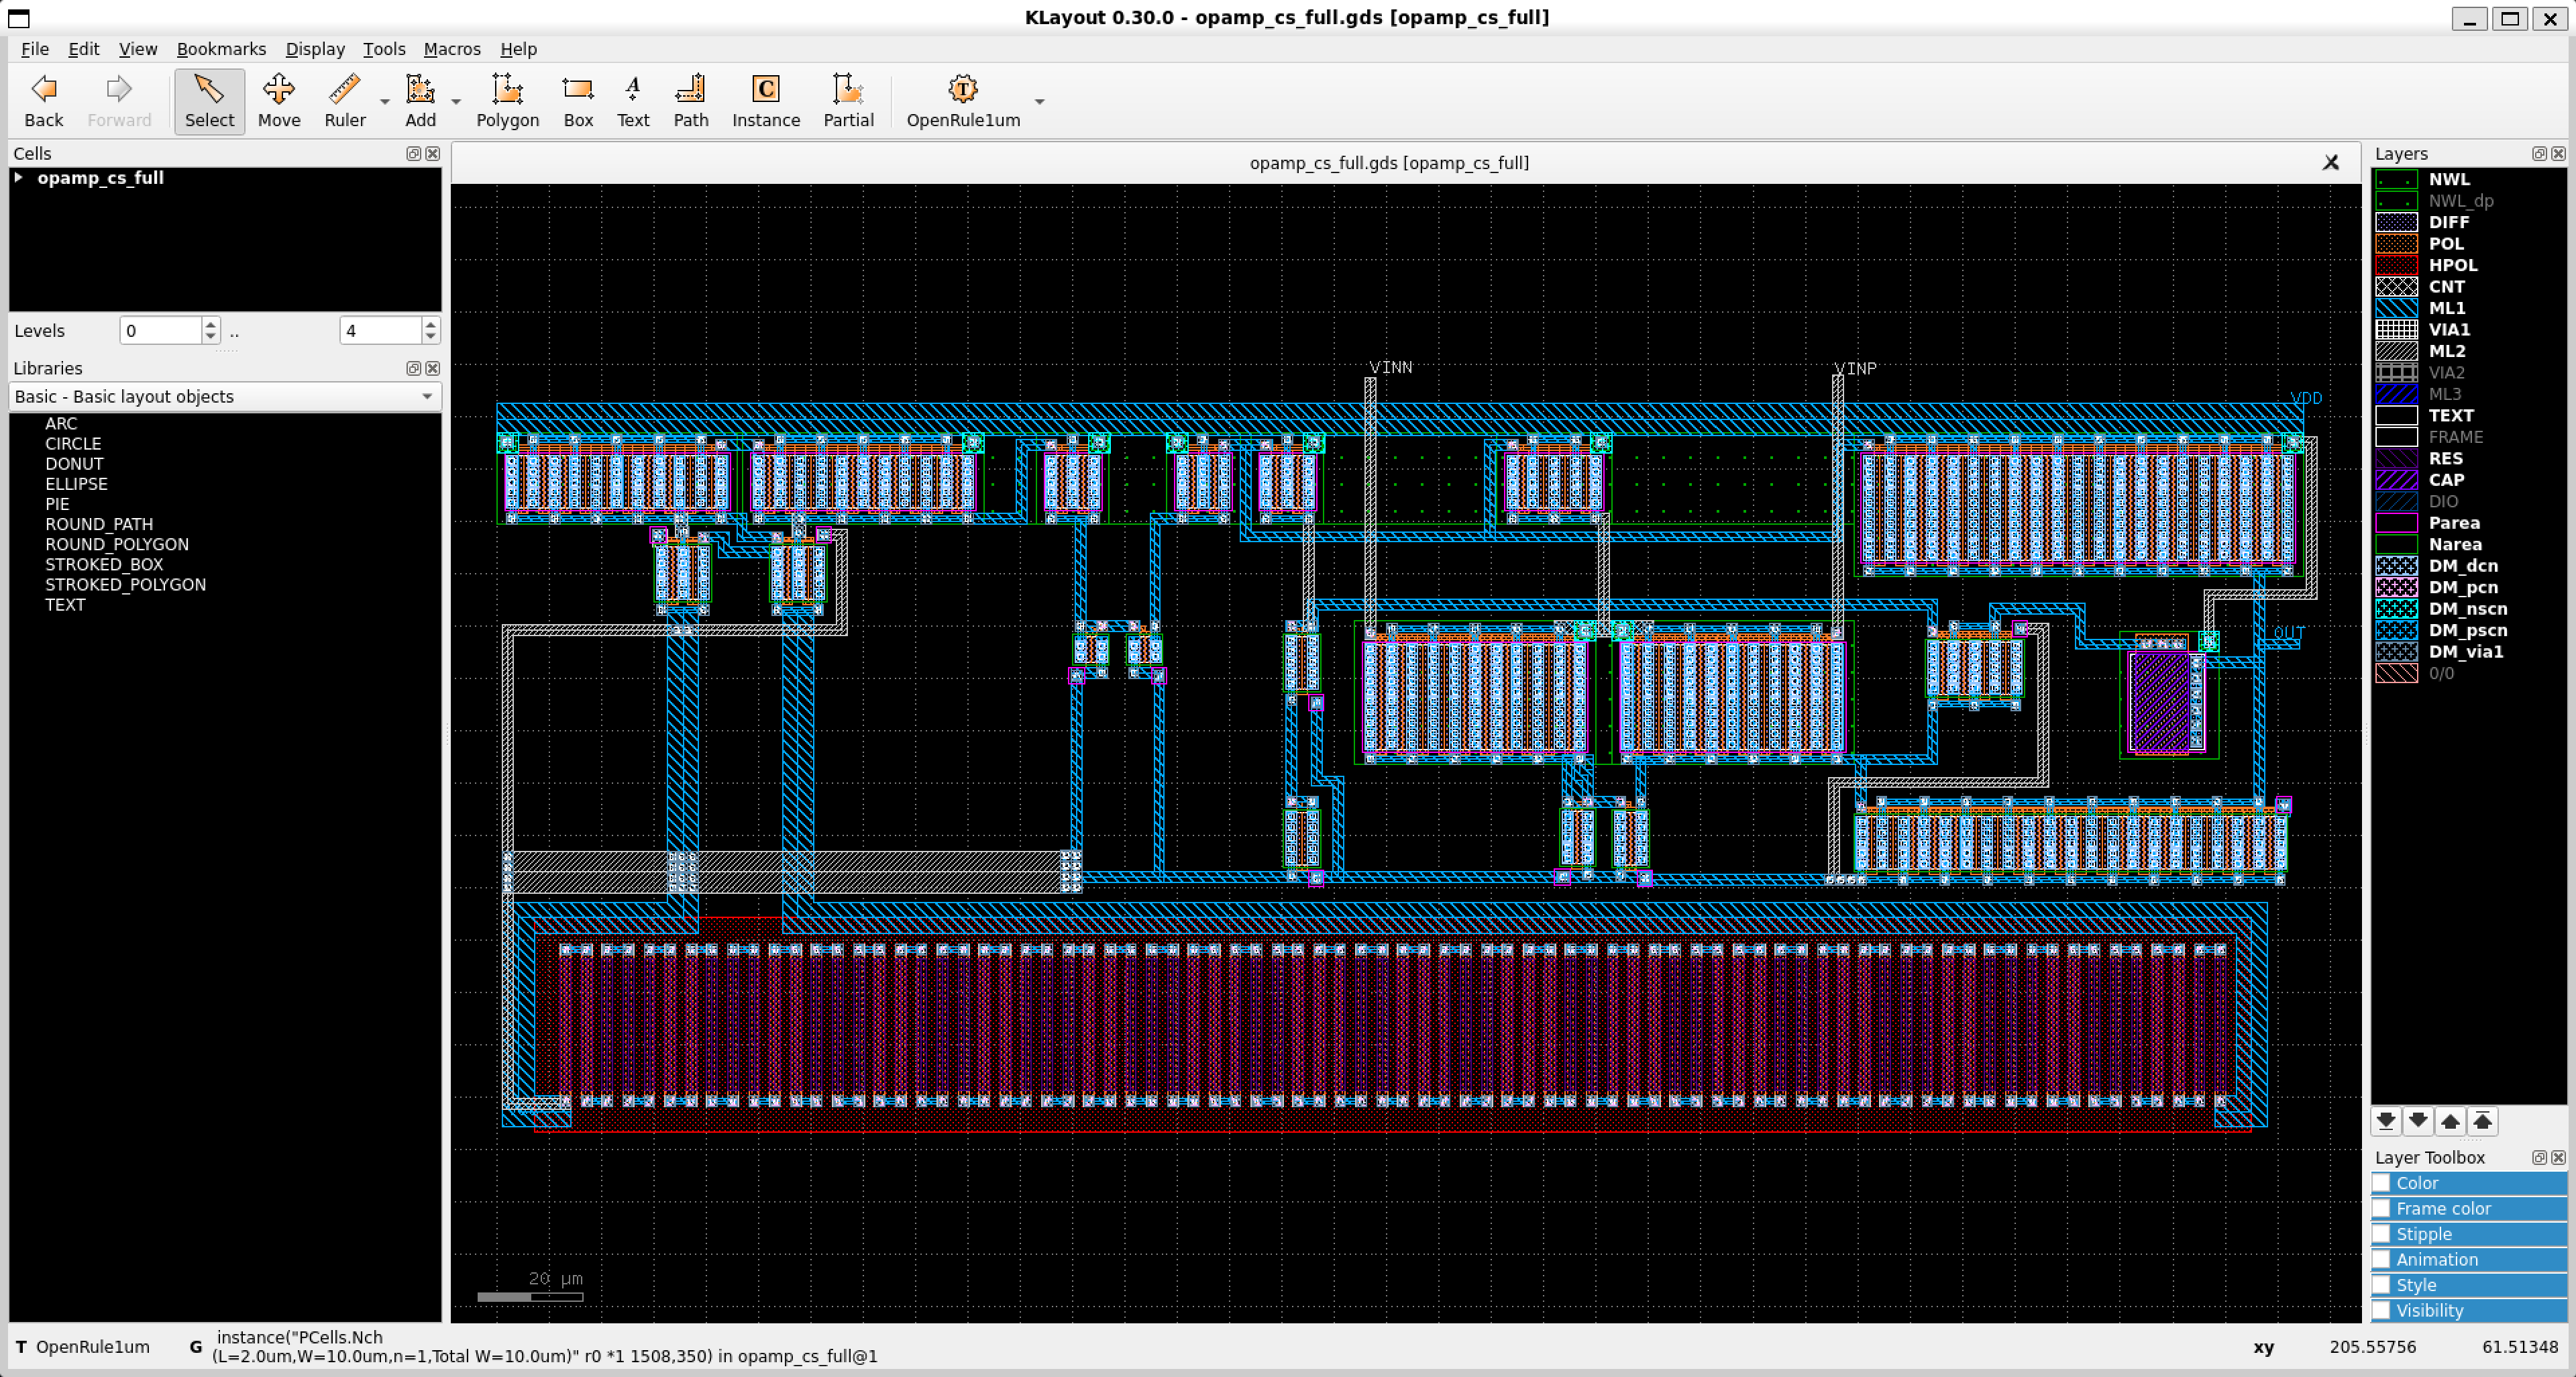 KLayout 0.30.0 - opamp_cs_full.gds [opamp_cs_full]
File Edit View Bookmarks Display Tools Macros Help
Back Forward Select Move Ruler Add Polygon Box Text Path Instance Partial OpenRule1um
Cells
opamp_cs_full
Levels 0 .. 4
Libraries
Basic - Basic layout objects
ARC
CIRCLE
DONUT
ELLIPSE
PIE
ROUND_PATH
ROUND_POLYGON
STROKED_BOX
STROKED_POLYGON
TEXT
opamp_cs_full.gds [opamp_cs_full]
VINN
VINP
VDD
OUT
20 µm
Layers
NWL
NWL_dp
DIFF
POL
HPOL
CNT
ML1
VIA1
ML2
VIA2
ML3
TEXT
FRAME
RES
CAP
DIO
Parea
Narea
DM_dcn
DM_pcn
DM_nscn
DM_pscn
DM_via1
0/0
Layer Toolbox
Color
Frame color
Stipple
Animation
Style
Visibility
T OpenRule1um G instance("PCells.Nch
(L=2.0um,W=10.0um,n=1,Total W=10.0um)" r0 *1 1508,350) in opamp_cs_full@1
xy 205.55756 61.51348